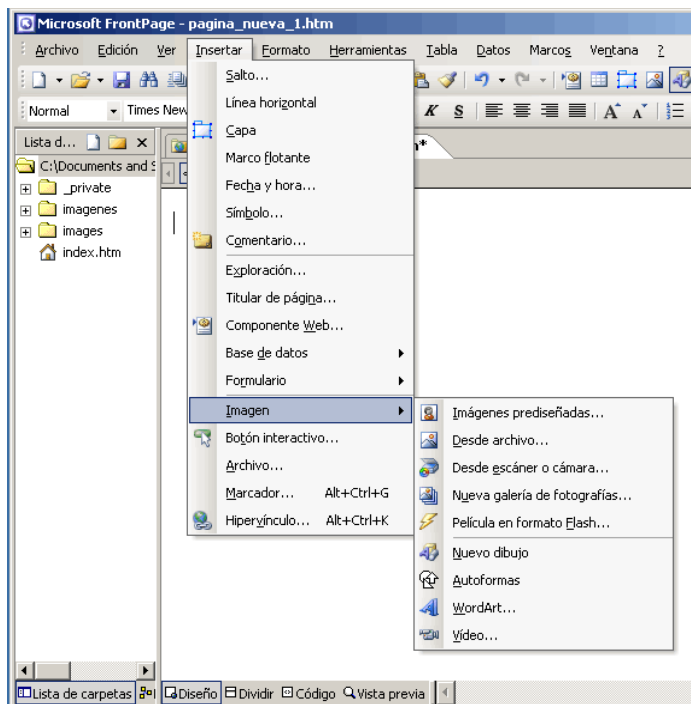 Microsoft FrontPage - pagina_nueva_1.htm
Archivo Edición Ver Insertar Formato Herramientas Tabla Datos Marcos Ventana ?
Normal Times New K S A A
Lista d...
C:\Documents and S
_private
imagenes
images
index.htm
Salto...
Línea horizontal
Capa
Marco flotante
Fecha y hora...
Símbolo...
Comentario...
Exploración...
Titular de página...
Componente Web...
Base de datos
Formulario
Imagen
Botón interactivo...
Archivo...
Marcador... Alt+Ctrl+G
Hipervínculo... Alt+Ctrl+K
Imágenes prediseñadas...
Desde archivo...
Desde escáner o cámara...
Nueva galería de fotografías...
Película en formato Flash...
Nuevo dibujo
Autoformas
WordArt...
Vídeo...
Lista de carpetas Diseño Dividir Código Vista previa